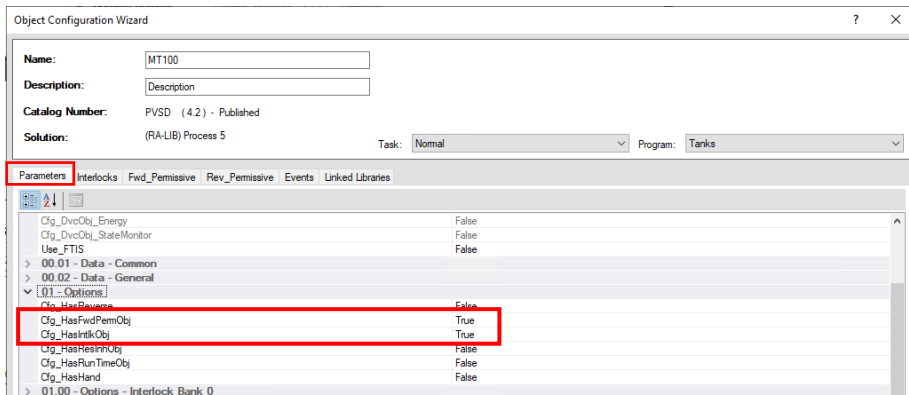 Object Configuration Wizard ? ×
Name: MT100
Description: Description
Catalog Number: PVSD (4.2) - Published
Solution: (RA-LIB) Process 5 Task: Normal Program: Tanks
Parameters Interlocks Fwd_Permissive Rev_Permissive Events Linked Libraries
Cfg_DvcObj_Energy False
Cfg_DvcObj_StateMonitor False
Use_FTIS False
00.01 - Data - Common
00.02 - Data - General
01 - Options
Cfg_HasReverse False
Cfg_HasFwdPermObj True
Cfg_HasIntlkObj True
Cfg_HasResInhObj False
Cfg_HasRunTimeObj False
Cfg_HasHand False
01.00 - Options - Interlock Bank 0